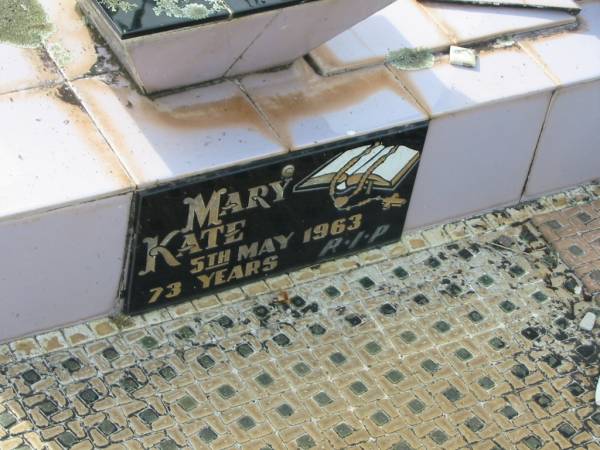 MARY
KATE
5TH MAY 1963
73 YEARS R·I·P